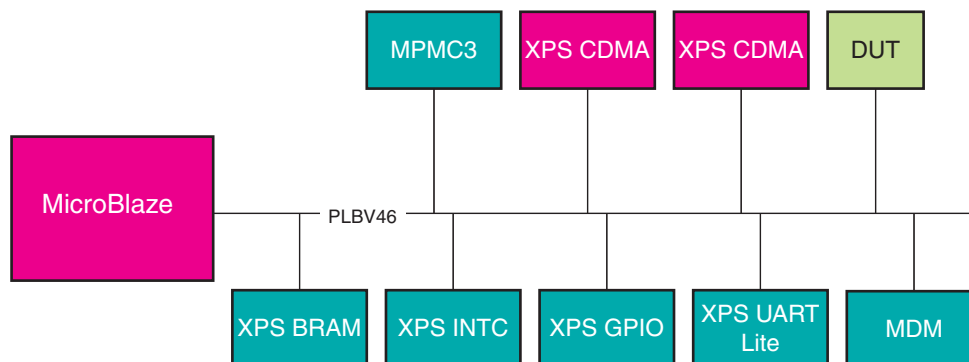 MPMC3
XPS CDMA
XPS CDMA
DUT
MicroBlaze
PLBV46
XPS BRAM
XPS INTC
XPS GPIO
XPS UART
Lite
MDM